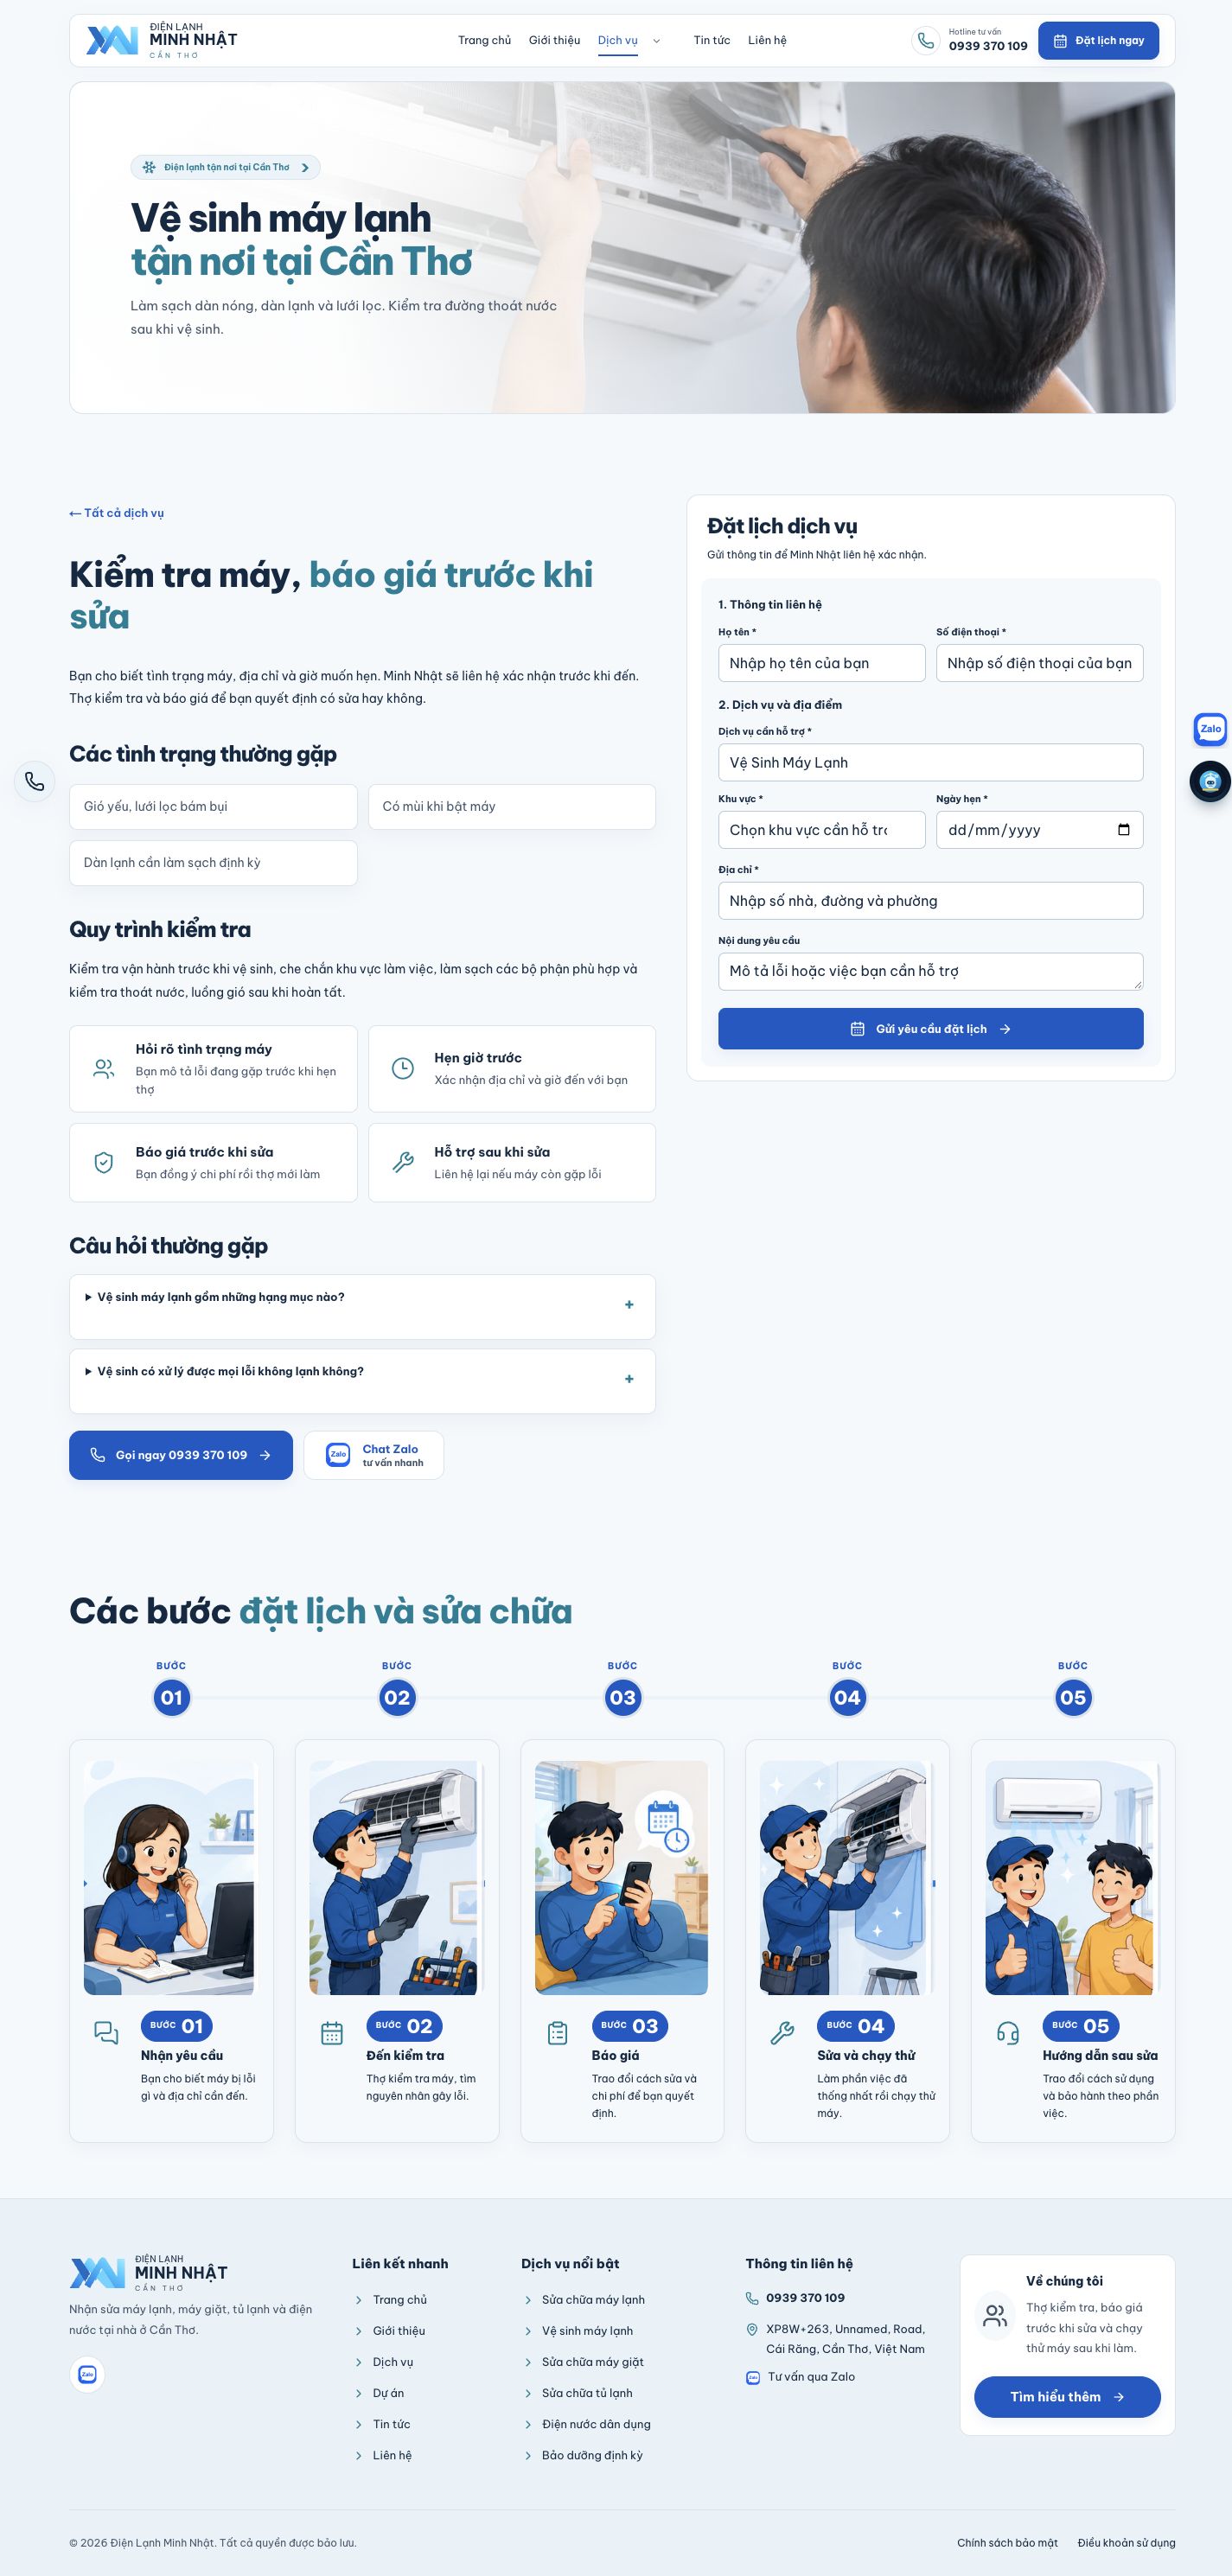 ĐIỆN LẠNH
MINH NHẬT
CẦN THƠ
Trang chủ
Giới thiệu
Dịch vụ
Tin tức
Liên hệ
Hotline tư vấn
0939 370 109
Đặt lịch ngay
Điện lạnh tận nơi tại Cần Thơ
Vệ sinh máy lạnh
tận nơi tại Cần Thơ
Làm sạch dàn nóng, dàn lạnh và lưới lọc. Kiểm tra đường thoát nước
sau khi vệ sinh.
← Tất cả dịch vụ
Kiểm tra máy, báo giá trước khi
sửa
Bạn cho biết tình trạng máy, địa chỉ và giờ muốn hẹn. Minh Nhật sẽ liên hệ xác nhận trước khi đến.
Thợ kiểm tra và báo giá để bạn quyết định có sửa hay không.
Các tình trạng thường gặp
Gió yếu, lưới lọc bám bụi
Có mùi khi bật máy
Dàn lạnh cần làm sạch định kỳ
Quy trình kiểm tra
Kiểm tra vận hành trước khi vệ sinh, che chắn khu vực làm việc, làm sạch các bộ phận phù hợp và
kiểm tra thoát nước, luồng gió sau khi hoàn tất.
Hỏi rõ tình trạng máy
Bạn mô tả lỗi đang gặp trước khi hẹn
thợ
Hẹn giờ trước
Xác nhận địa chỉ và giờ đến với bạn
Báo giá trước khi sửa
Bạn đồng ý chi phí rồi thợ mới làm
Hỗ trợ sau khi sửa
Liên hệ lại nếu máy còn gặp lỗi
Câu hỏi thường gặp
Vệ sinh máy lạnh gồm những hạng mục nào?
+
Vệ sinh có xử lý được mọi lỗi không lạnh không?
+
Gọi ngay 0939 370 109
Zalo
Chat Zalo
tư vấn nhanh
Đặt lịch dịch vụ
Gửi thông tin để Minh Nhật liên hệ xác nhận.
1. Thông tin liên hệ
Họ tên *
Số điện thoại *
Nhập họ tên của bạn
Nhập số điện thoại của bạn
2. Dịch vụ và địa điểm
Dịch vụ cần hỗ trợ *
Vệ Sinh Máy Lạnh
Khu vực *
Ngày hẹn *
Chọn khu vực cần hỗ trợ
dd/mm/yyyy
Địa chỉ *
Nhập số nhà, đường và phường
Nội dung yêu cầu
Mô tả lỗi hoặc việc bạn cần hỗ trợ
Gửi yêu cầu đặt lịch
Zalo
Các bước đặt lịch và sửa chữa
BƯỚC
01
BƯỚC
02
BƯỚC
03
BƯỚC
04
BƯỚC
05
BƯỚC 01
Nhận yêu cầu
Bạn cho biết máy bị lỗi
gì và địa chỉ cần đến.
BƯỚC 02
Đến kiểm tra
Thợ kiểm tra máy, tìm
nguyên nhân gây lỗi.
BƯỚC 03
Báo giá
Trao đổi cách sửa và
chi phí để bạn quyết
định.
BƯỚC 04
Sửa và chạy thử
Làm phần việc đã
thống nhất rồi chạy thử
máy.
BƯỚC 05
Hướng dẫn sau sửa
Trao đổi cách sử dụng
và bảo hành theo phần
việc.
ĐIỆN LẠNH
MINH NHẬT
CẦN THƠ
Nhận sửa máy lạnh, máy giặt, tủ lạnh và điện
nước tại nhà ở Cần Thơ.
Zalo
Liên kết nhanh
Trang chủ
Giới thiệu
Dịch vụ
Dự án
Tin tức
Liên hệ
Dịch vụ nổi bật
Sửa chữa máy lạnh
Vệ sinh máy lạnh
Sửa chữa máy giặt
Sửa chữa tủ lạnh
Điện nước dân dụng
Bảo dưỡng định kỳ
Thông tin liên hệ
0939 370 109
XP8W+263, Unnamed, Road,
Cái Răng, Cần Thơ, Việt Nam
Zalo
Tư vấn qua Zalo
Về chúng tôi
Thợ kiểm tra, báo giá
trước khi sửa và chạy
thử máy sau khi làm.
Tìm hiểu thêm
© 2026 Điện Lạnh Minh Nhật. Tất cả quyền được bảo lưu.
Chính sách bảo mật
Điều khoản sử dụng